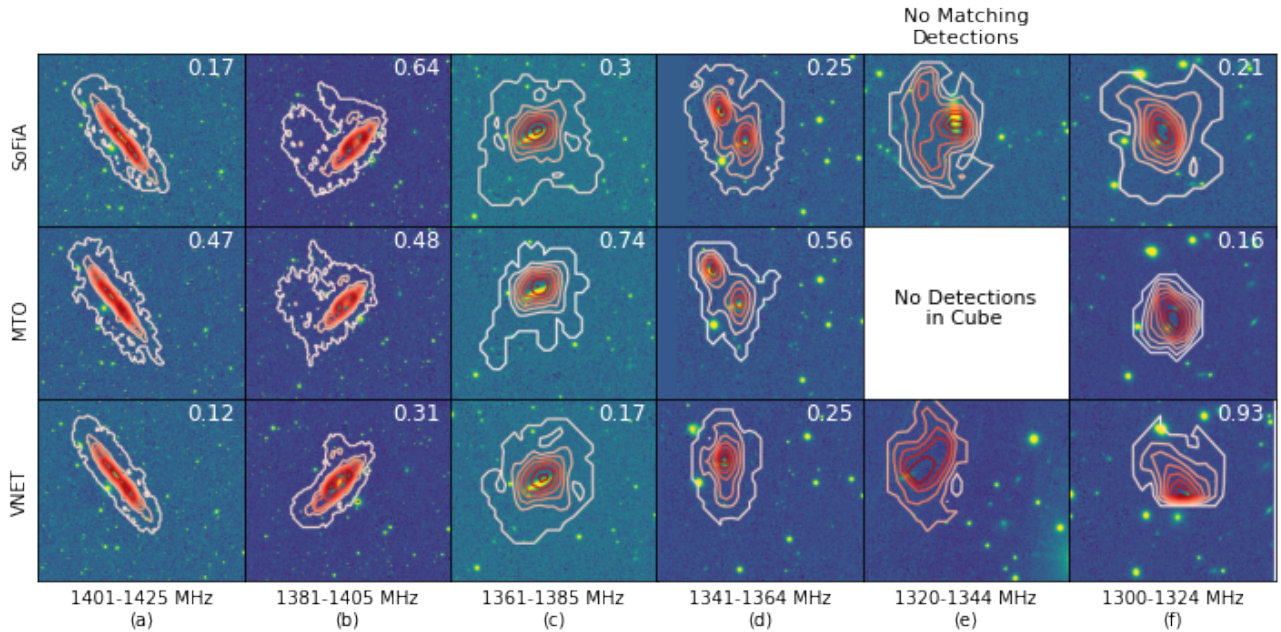 No Matching
Detections
SoFiA
0.17
0.64
0.3
0.25
0.21
MTO
0.47
0.48
0.74
0.56
No Detections
in Cube
0.16
VNET
0.12
0.31
0.17
0.25
0.93
1401-1425 MHz
1381-1405 MHz
1361-1385 MHz
1341-1364 MHz
1320-1344 MHz
1300-1324 MHz
(a)
(b)
(c)
(d)
(e)
(f)